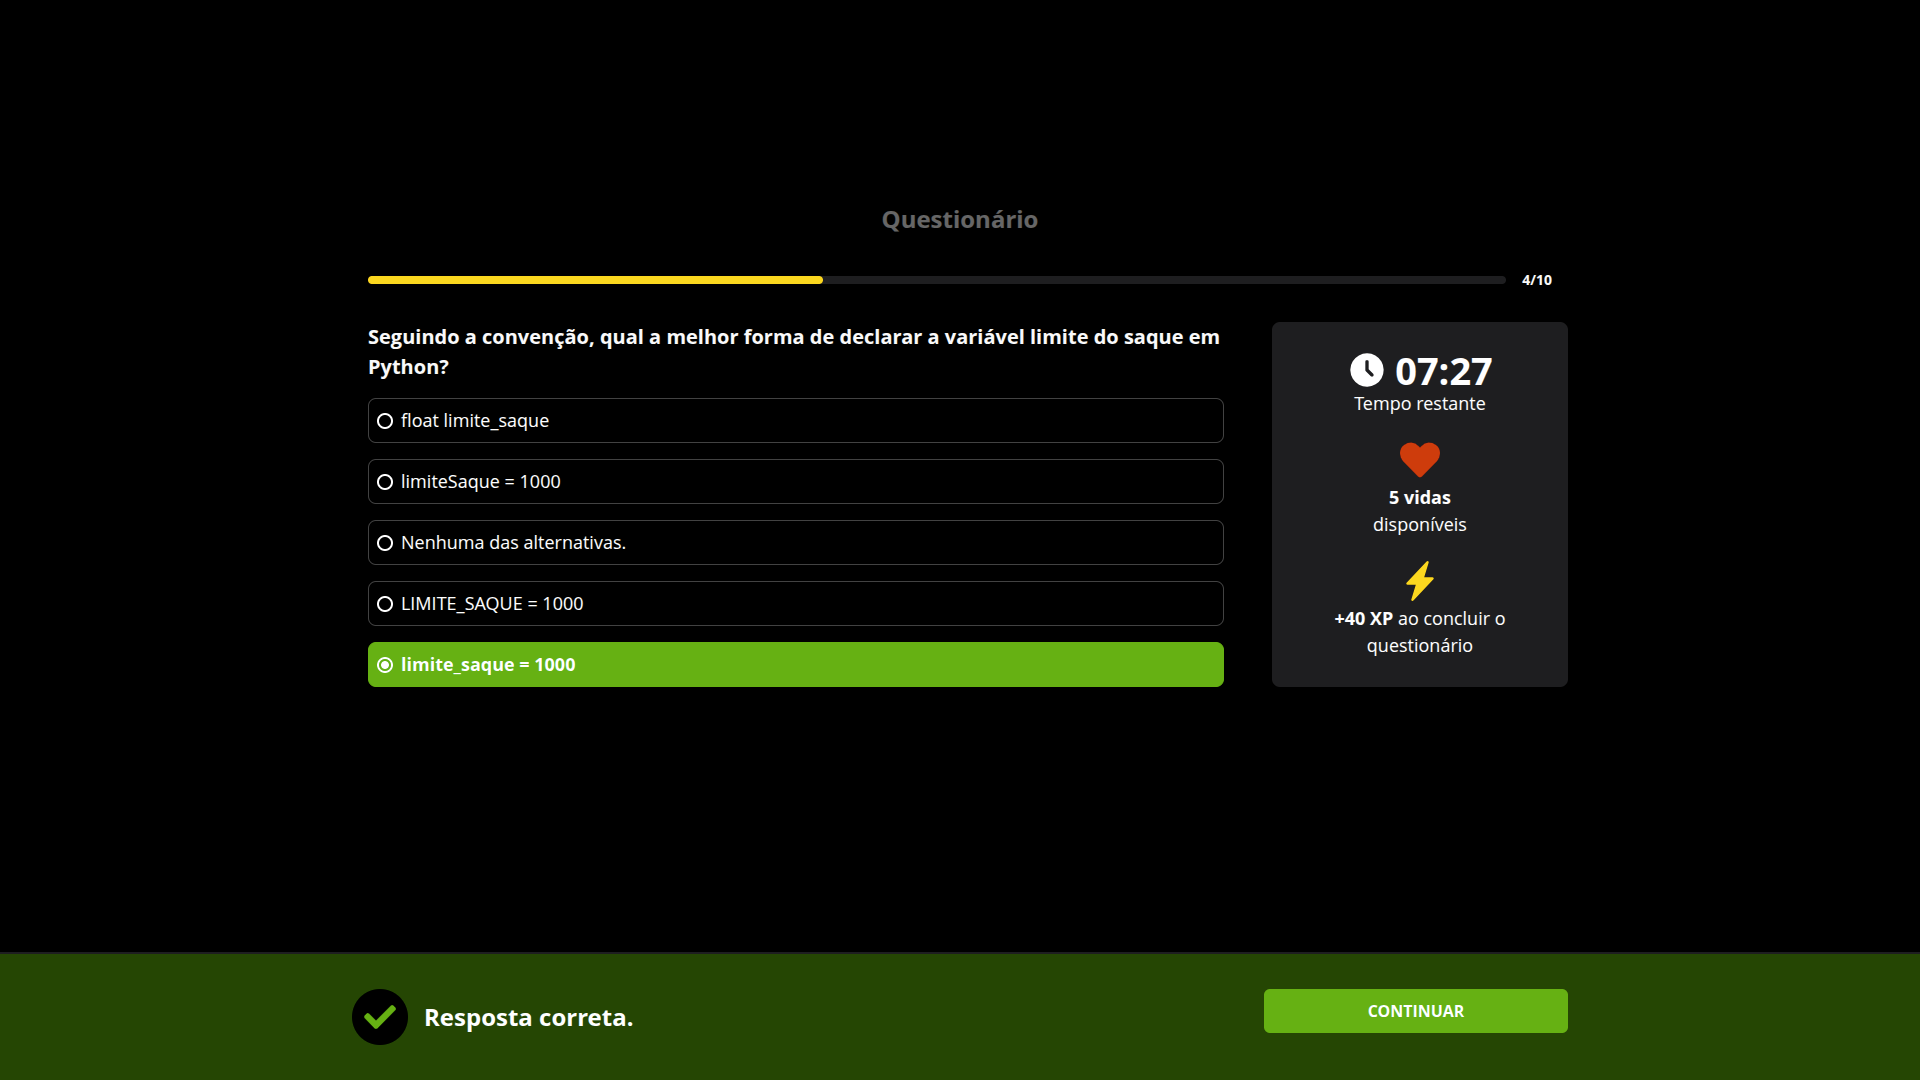 Questionário
4/10
Seguindo a convenção, qual a melhor forma de declarar a variável limite do saque em
Python?
float limite_saque
limiteSaque = 1000
Nenhuma das alternativas.
LIMITE_SAQUE = 1000
limite_saque = 1000
07:27
Tempo restante
5 vidas
disponíveis
+40 XP ao concluir o
questionário
Resposta correta.
CONTINUAR